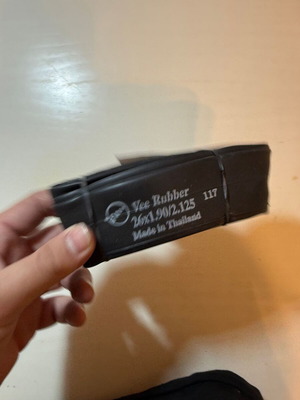 Vee Rubber
26x1.90/2.125 117
Made in Thailand